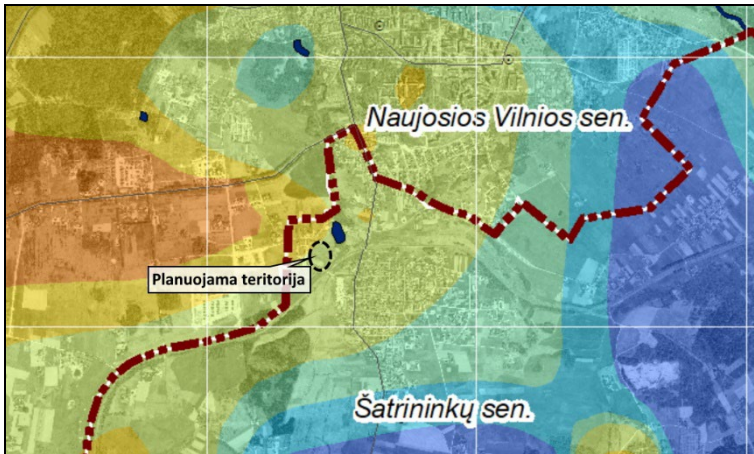 Naujosios Vilnios sen.
Planuojama teritorija
Šatrininkų sen.